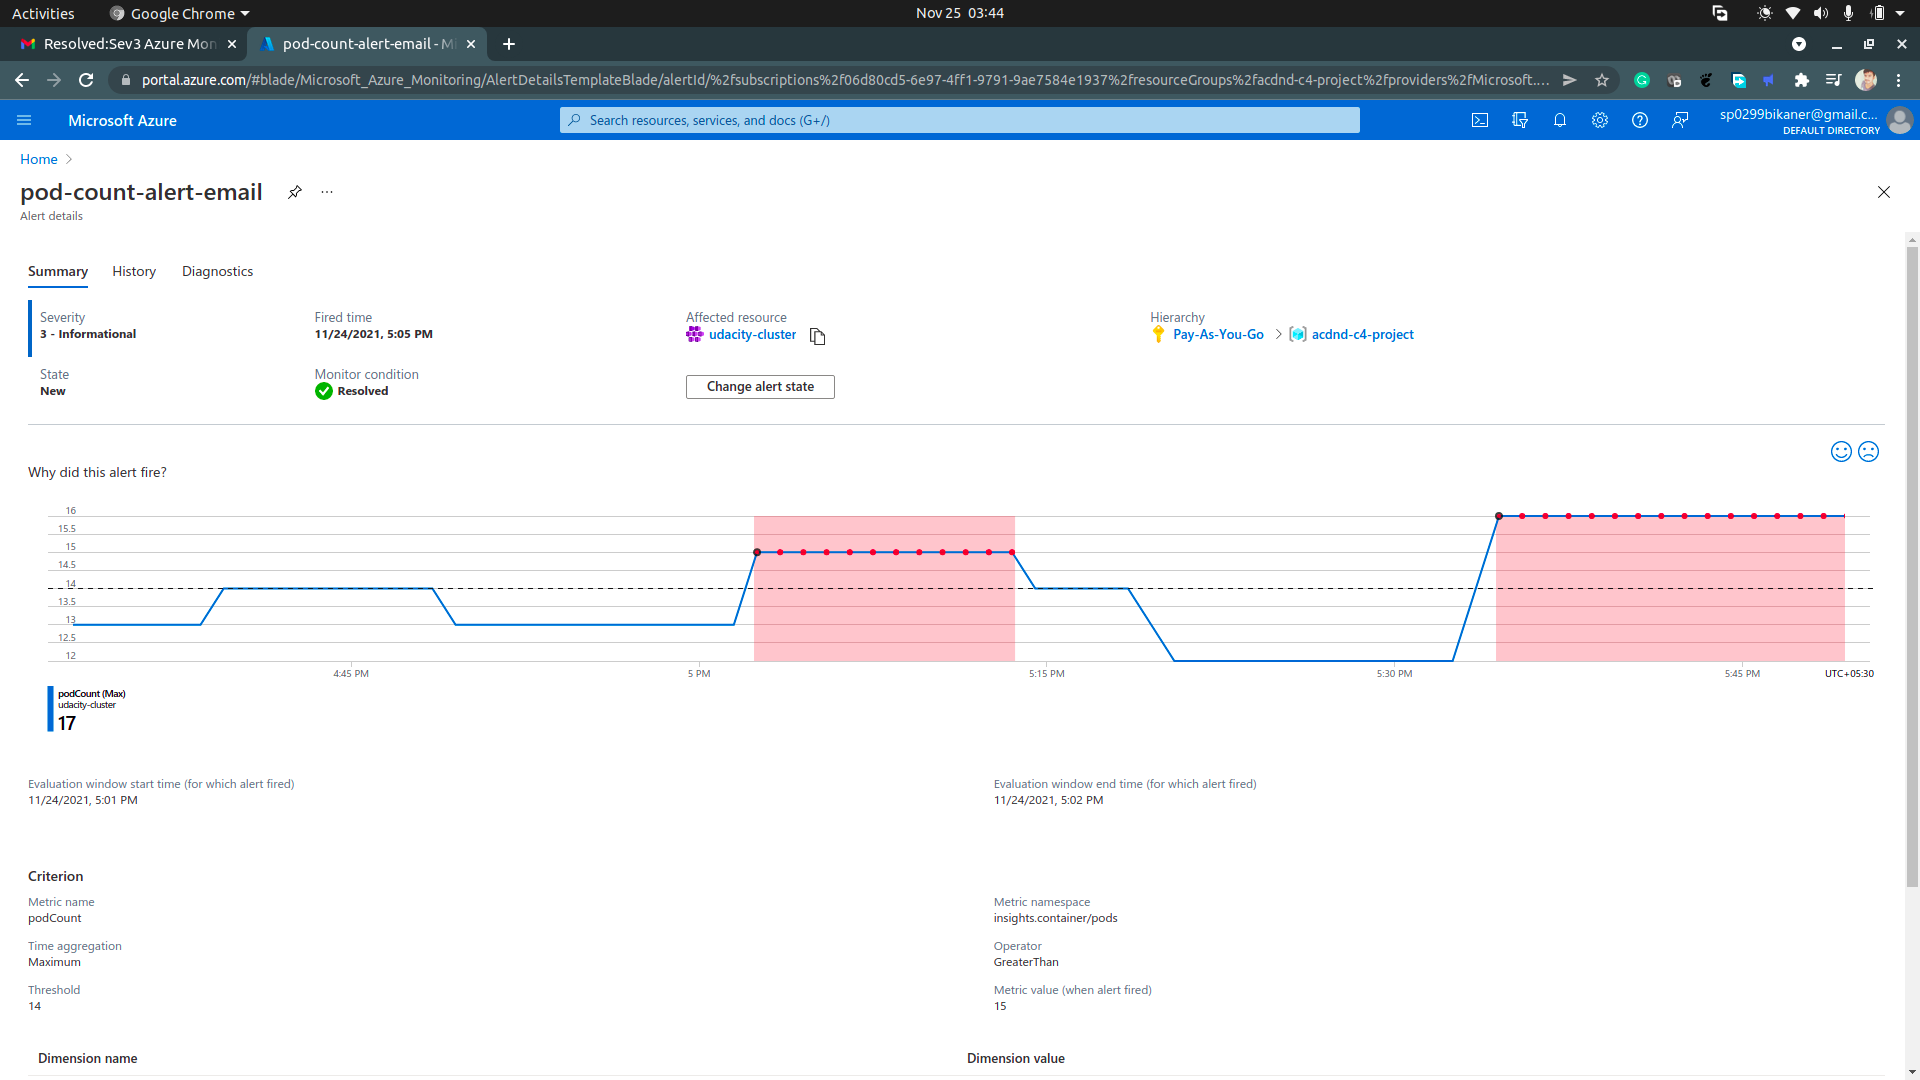 Activities
Google Chrome
Nov 25 03:44
Resolved:Sev3 Azure Mon
pod-count-alert-email - M
portal.azure.com/#blade/Microsoft_Azure_Monitoring/AlertDetailsTemplateBlade/alertId/%2fsubscriptions%2f06d80cd5-6e97-4ff1-9791-9ae7584e1937%2fresourceGroups%2facdnd-c4-project%2fproviders%2fMicrosoft....
Microsoft Azure
Search resources, services, and docs (G+/)
sp0299bikaner@gmail.c...
DEFAULT DIRECTORY
Home
pod-count-alert-email
...
Alert details
Summary
History
Diagnostics
Severity
3 - Informational
Fired time
11/24/2021, 5:05 PM
Affected resource
udacity-cluster
Hierarchy
Pay-As-You-Go > acdnd-c4-project
State
New
Monitor condition
Resolved
Change alert state
Why did this alert fire?
16
15.5
15
14.5
14
13.5
13
12.5
12
4:45 PM
5 PM
5:15 PM
5:30 PM
5:45 PM
UTC+05:30
podCount (Max)
udacity-cluster
17
Evaluation window start time (for which alert fired)
11/24/2021, 5:01 PM
Evaluation window end time (for which alert fired)
11/24/2021, 5:02 PM
Criterion
Metric name
podCount
Metric namespace
insights.container/pods
Time aggregation
Maximum
Operator
GreaterThan
Threshold
14
Metric value (when alert fired)
15
Dimension name
Dimension value